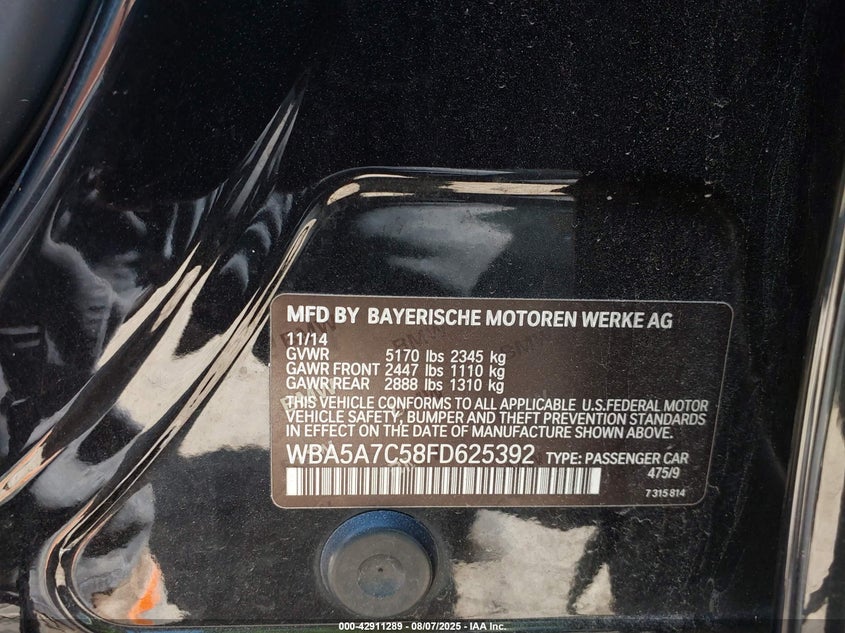 MFD BY BAYERISCHE MOTOREN WERKE AG
11/14
GVWR 5170 lbs 2345 kg
GAWR FRONT 2447 lbs 1110 kg
GAWR REAR 2888 lbs 1310 kg
THIS VEHICLE CONFORMS TO ALL APPLICABLE U.S.FEDERAL MOTOR
VEHICLE SAFETY, BUMPER AND THEFT PREVENTION STANDARDS
IN EFFECT ON THE DATE OF MANUFACTURE SHOWN ABOVE.
WBA5A7C58FD625392 TYPE: PASSENGER CAR
475/9
7 315 814
000-42911289 - 08/07/2025 - IAA Inc.